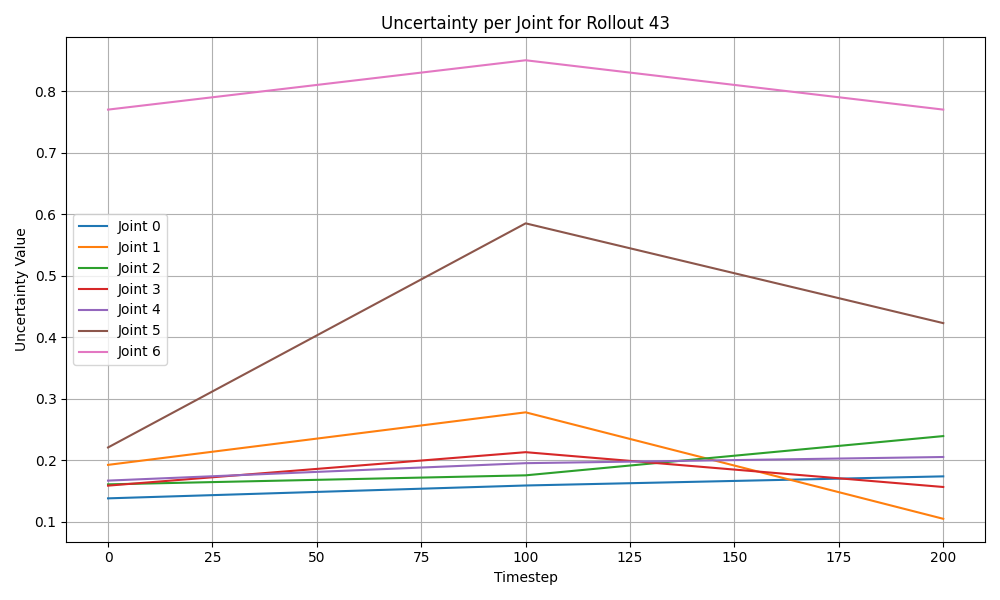 Uncertainty per Joint for Rollout 43
Uncertainty Value
0.8
0.7
0.6
0.5
0.4
0.3
0.2
0.1
Joint 0
Joint 1
Joint 2
Joint 3
Joint 4
Joint 5
Joint 6
0 25 50 75 100 125 150 175 200
Timestep